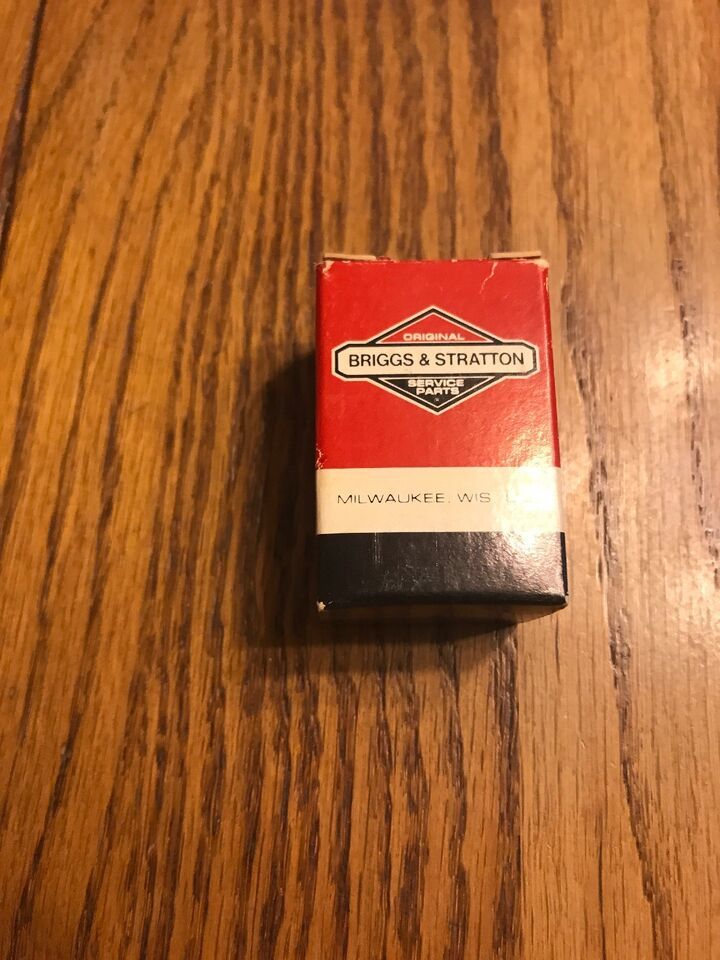 ORIGINAL
BRIGGS & STRATTON
SERVICE
PARTS
MILWAUKEE, WIS